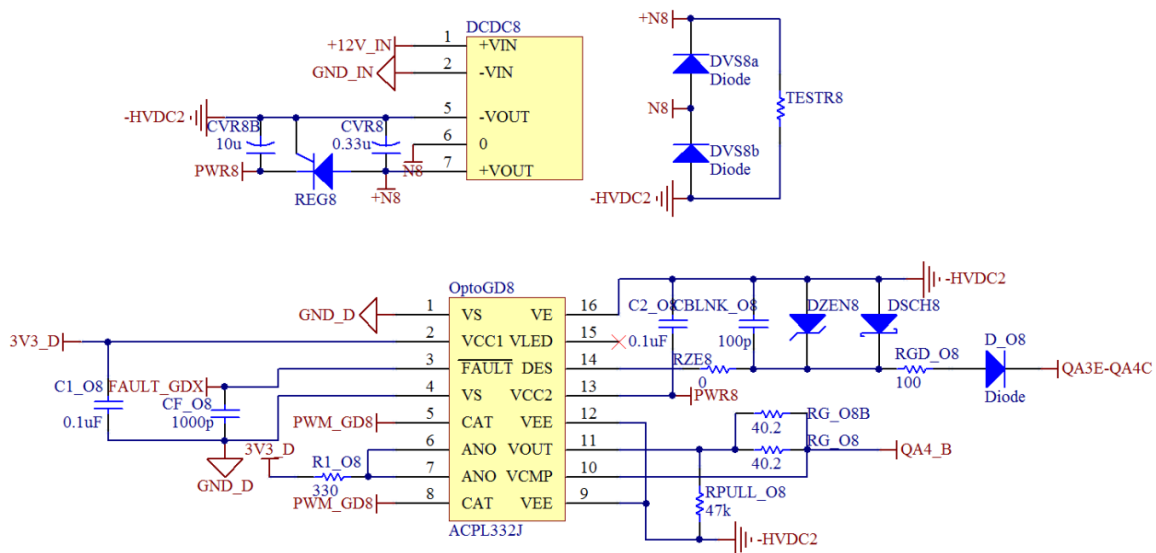 DCDC8
+12V_IN
1
+VIN
GND_IN
2
-VIN
-HVDC2
5
-VOUT
CVR8B
10u
CVR8
0.33u
6
0
N8
PWR8
7
+VOUT
REG8
+N8
+N8
DVS8a
Diode
TESTR8
N8
DVS8b
Diode
-HVDC2
OptoGD8
GND_D
1
VS
VE
16
-HVDC2
3V3_D
2
VCC1
VLED
15
C2_O8
0.1uF
CBLNK_O8
100p
DZEN8
DSCH8
FAULT_GDX
3
FAULT
DES
14
RZE8
0
RGD_O8
100
D_O8
Diode
QA3E-QA4C
C1_O8
0.1uF
CF_O8
1000p
4
VS
VCC2
13
PWR8
PWM_GD8
5
CAT
VEE
12
RG_O8B
40.2
3V3_D
6
ANO
VOUT
11
RG_O8
40.2
QA4_B
GND_D
R1_O8
330
7
ANO
VCMP
10
RPULL_O8
47k
PWM_GD8
8
CAT
VEE
9
-HVDC2
ACPL332J